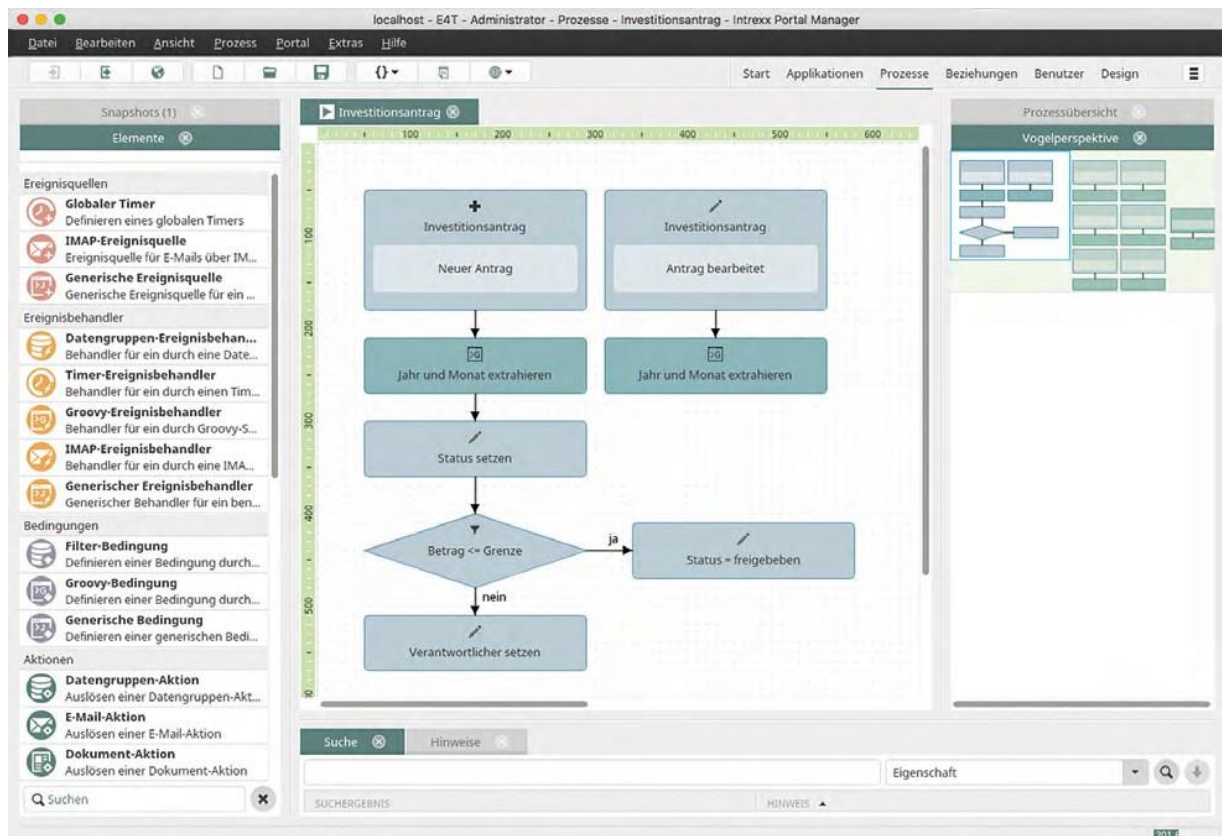 localhost - E4T - Administrator - Prozesse - Investitionsantrag - Intrexx Portal Manager
Datei Bearbeiten Ansicht Prozess Portal Extras Hilfe
Start Applikationen Prozesse Beziehungen Benutzer Design
Snapshots (1)
Elemente
Ereignisquellen
Globaler Timer
Definieren eines globalen Timers
IMAP-Ereignisquelle
Ereignisquelle für E-Mails über IM...
Generische Ereignisquelle
Generische Ereignisquelle für ein ...
Ereignisbehandler
Datengruppen-Ereignisbehan...
Behandler für ein durch eine Date...
Timer-Ereignisbehandler
Behandler für ein durch einen Tim...
Groovy-Ereignisbehandler
Behandler für ein durch Groovy-S...
IMAP-Ereignisbehandler
Behandler für ein durch eine IMA...
Generischer Ereignisbehandler
Generischer Behandler für ein ben...
Bedingungen
Filter-Bedingung
Definieren einer Bedingung durch...
Groovy-Bedingung
Definieren einer Bedingung durch...
Generische Bedingung
Definieren einer generischen Bedi...
Aktionen
Datengruppen-Aktion
Auslösen einer Datengruppen-Akt...
E-Mail-Aktion
Auslösen einer E-Mail-Aktion
Dokument-Aktion
Auslösen einer Dokument-Aktion
Suchen
Investitionsantrag
100 200 300 400 500 600
100
200
300
400
500
Investitionsantrag
Neuer Antrag
Investitionsantrag
Antrag bearbeitet
Jahr und Monat extrahieren
Jahr und Monat extrahieren
Status setzen
Betrag <= Grenze
ja
Status = freigebeben
nein
Verantwortlicher setzen
Prozessübersicht
Vogelperspektive
Suche Hinweise
Eigenschaft
SUCHERGEBNIS HINWEIS